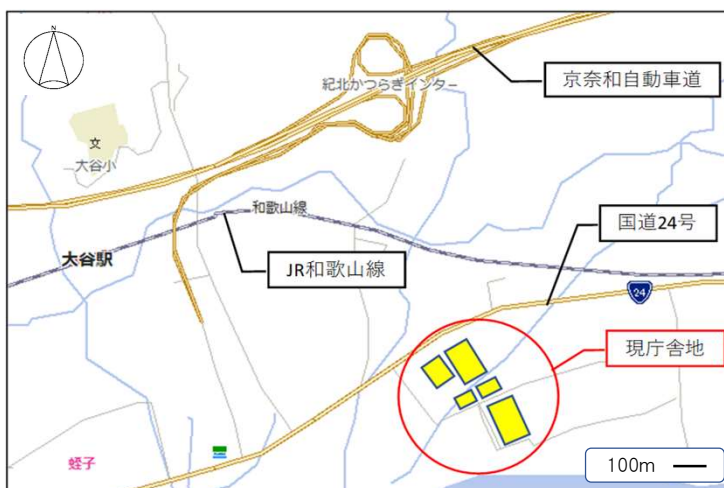 N
京奈和自動車道
紀北かつらぎインター
文
大谷小
和歌山線
国道24号
大谷駅
JR和歌山線
24
現庁舎地
蛭子
100m